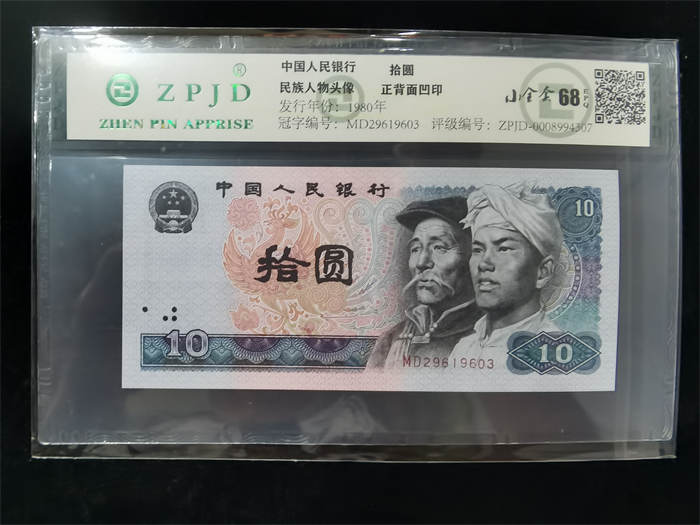 ZPJD®
ZHEN PIN APPRISE
中国人民银行 拾圆
民族人物头像 正背面凹印
发行年份：1980年
冠字编号：MD29619603 评级编号：ZPJD-0008994307
68
中国人民银行
10
拾圆
10
MD29619603
10